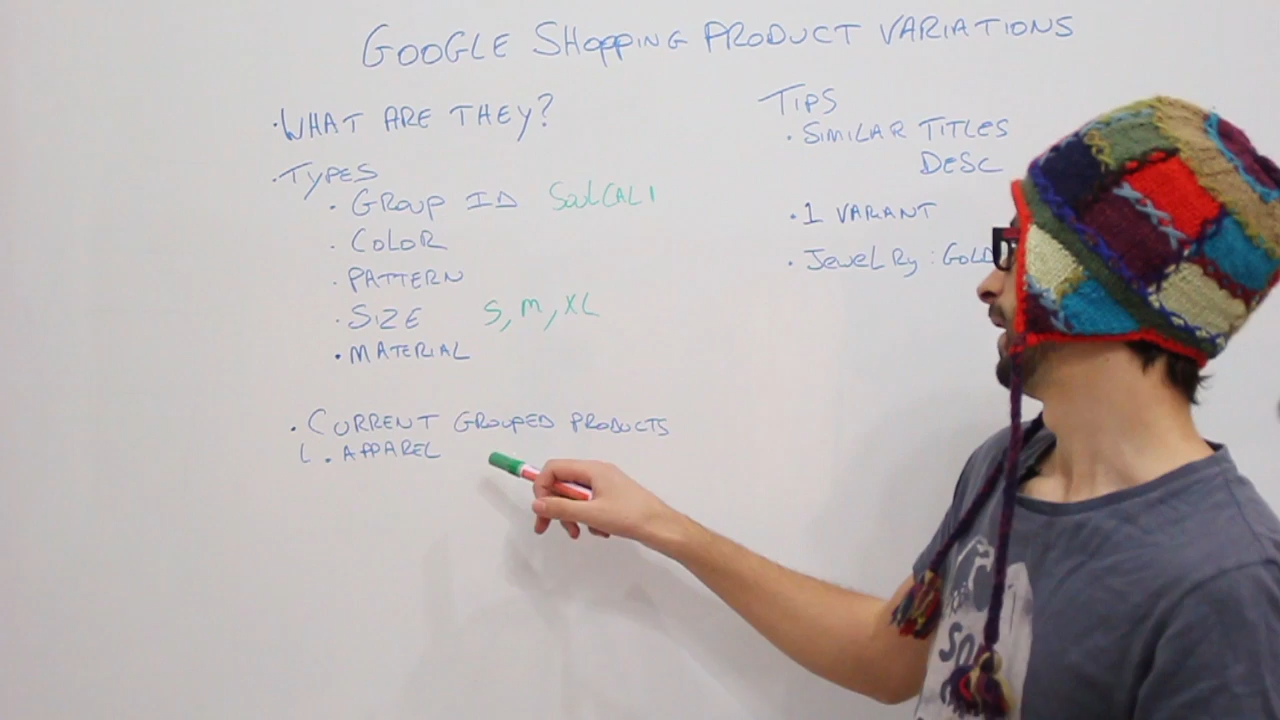 GOOGLE SHOPPING PRODUCT VARIATIONS
· WHAT ARE THEY?
· TYPES
· GROUP ID SoulCAL1
· COLOR
· PATTERN
· SIZE S, M, XL
· MATERIAL
· CURRENT GROUPED PRODUCTS
· APPAREL
TIPS
· SIMILAR TITLES
DESC
· 1 VARIANT
· JEWELRY : GOLD